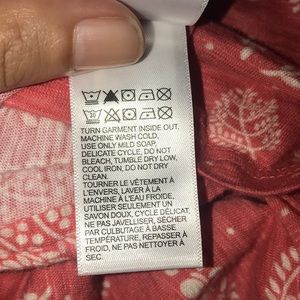 30
TURN GARMENT INSIDE OUT,
MACHINE WASH COLD,
USE ONLY MILD SOAP,
DELICATE CYCLE, DO NOT
BLEACH, TUMBLE DRY LOW,
COOL IRON, DO NOT DRY
CLEAN.
TOURNER LE VÊTEMENT À
L'ENVERS, LAVER À LA
MACHINE EN EAU FROIDE,
UTILISER SEULEMENT UN
SAVON DOUX, CYCLE DÉLICAT,
NE PAS JAVELLISER, SÉCHER
PAR CULBUTAGE À BASSE
TEMPÉRATURE, REPASSER À
FROID, NE PAS NETTOYER À
SEC.